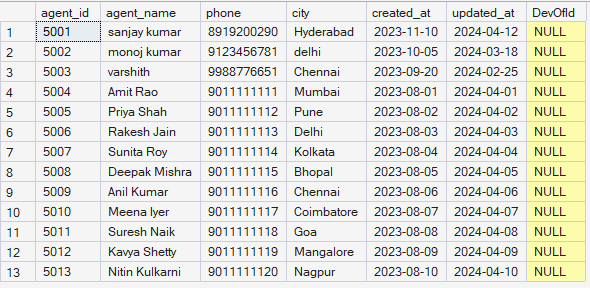 agent_id agent_name phone city created_at updated_at DevOfId
1 5001 sanjay kumar 8919200290 Hyderabad 2023-11-10 2024-04-12 NULL
2 5002 monoj kumar 9123456781 delhi 2023-10-05 2024-03-18 NULL
3 5003 varshith 9988776651 Chennai 2023-09-20 2024-02-25 NULL
4 5004 Amit Rao 9011111111 Mumbai 2023-08-01 2024-04-01 NULL
5 5005 Priya Shah 9011111112 Pune 2023-08-02 2024-04-02 NULL
6 5006 Rakesh Jain 9011111113 Delhi 2023-08-03 2024-04-03 NULL
7 5007 Sunita Roy 9011111114 Kolkata 2023-08-04 2024-04-04 NULL
8 5008 Deepak Mishra 9011111115 Bhopal 2023-08-05 2024-04-05 NULL
9 5009 Anil Kumar 9011111116 Chennai 2023-08-06 2024-04-06 NULL
10 5010 Meena Iyer 9011111117 Coimbatore 2023-08-07 2024-04-07 NULL
11 5011 Suresh Naik 9011111118 Goa 2023-08-08 2024-04-08 NULL
12 5012 Kavya Shetty 9011111119 Mangalore 2023-08-09 2024-04-09 NULL
13 5013 Nitin Kulkarni 9011111120 Nagpur 2023-08-10 2024-04-10 NULL